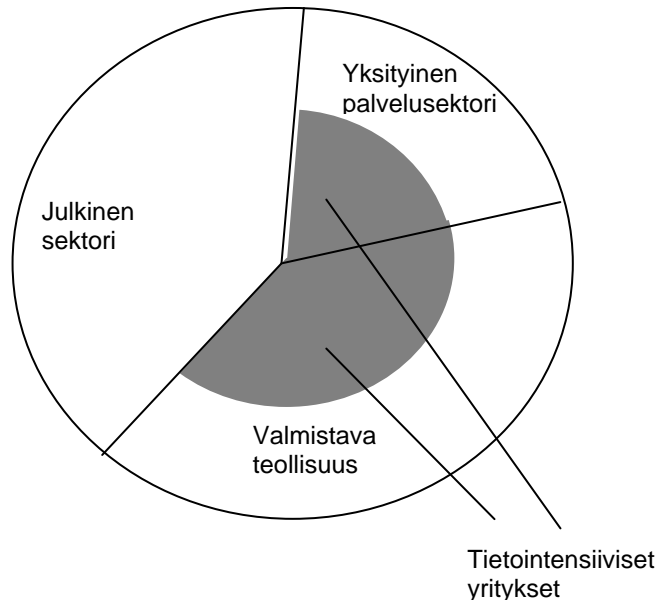 Yksityinen
palvelusektori
Julkinen
sektori
Valmistava
teollisuus
Tietointensiiviset
yritykset